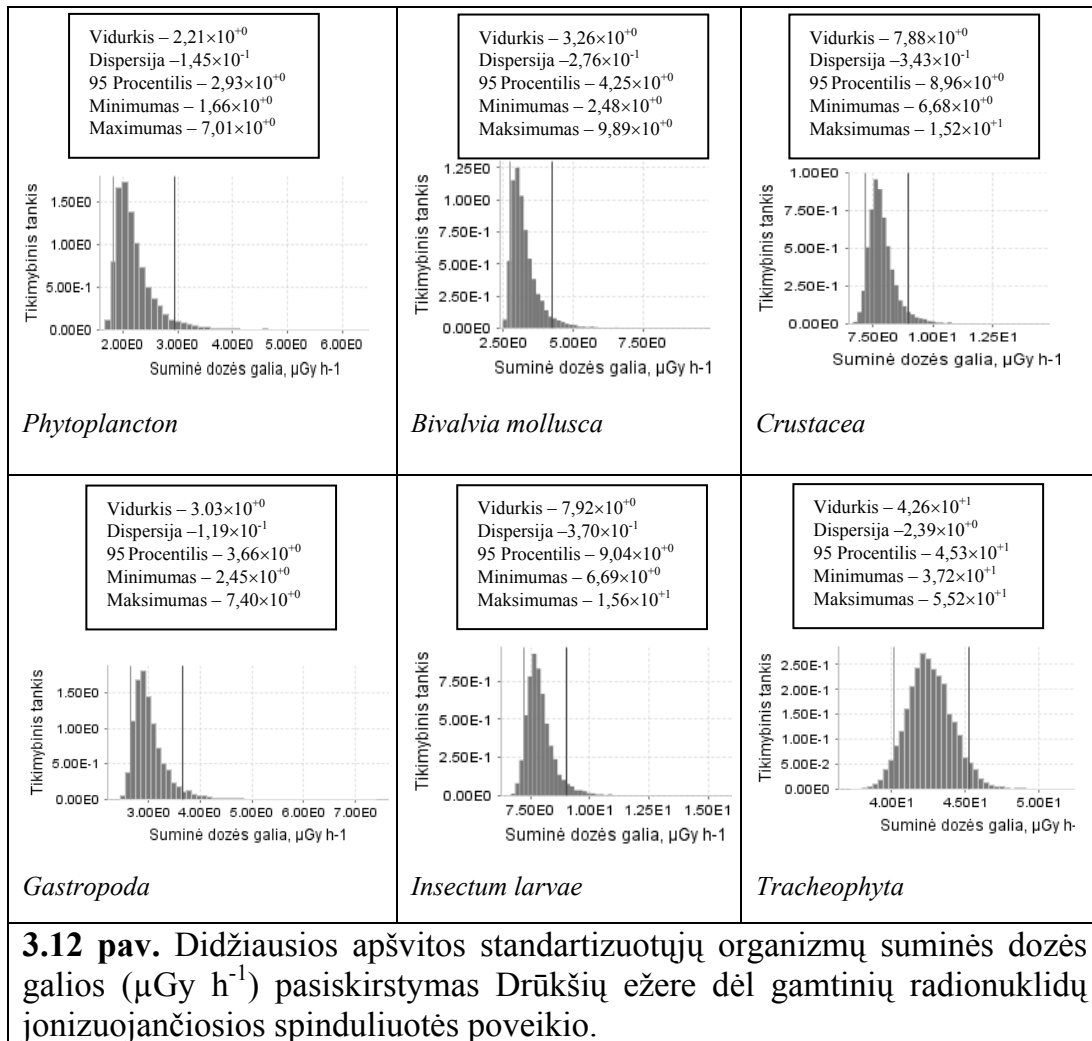 Vidurkis – 2,21×10⁺⁰
Dispersija –1,45×10⁻¹
95 Procentilis – 2,93×10⁺⁰
Minimumas – 1,66×10⁺⁰
Maximumas – 7,01×10⁺⁰
Tikimybinis tankis
1.50E0
1.00E0
5.00E-1
0.00E0
2.00E0 3.00E0 4.00E0 5.00E0 6.00E0
Suminė dozės galia, µGy h-1
Phytoplancton
Vidurkis – 3,26×10⁺⁰
Dispersija –2,76×10⁻¹
95 Procentilis – 4,25×10⁺⁰
Minimumas – 2,48×10⁺⁰
Maksimumas – 9,89×10⁺⁰
Tikimybinis tankis
1.25E0
1.00E0
7.50E-1
5.00E-1
2.50E-1
0.00E0
2.50E0 5.00E0 7.50E0
Suminė dozės galia, µGy h-1
Bivalvia mollusca
Vidurkis – 7,88×10⁺⁰
Dispersija –3,43×10⁻¹
95 Procentilis – 8,96×10⁺⁰
Minimumas – 6,68×10⁺⁰
Maksimumas – 1,52×10⁺¹
Tikimybinis tankis
1.00E0
7.50E-1
5.00E-1
2.50E-1
0.00E0
7.50E0 1.00E1 1.25E1
Suminė dozės galia, µGy h-1
Crustacea
Vidurkis – 3.03×10⁺⁰
Dispersija –1,19×10⁻¹
95 Procentilis – 3,66×10⁺⁰
Minimumas – 2,45×10⁺⁰
Maksimumas – 7,40×10⁺⁰
Tikimybinis tankis
1.50E0
1.00E0
5.00E-1
0.00E0
3.00E0 4.00E0 5.00E0 6.00E0 7.00E0
Suminė dozės galia, µGy h-1
Gastropoda
Vidurkis – 7,92×10⁺⁰
Dispersija –3,70×10⁻¹
95 Procentilis – 9,04×10⁺⁰
Minimumas – 6,69×10⁺⁰
Maksimumas – 1,56×10⁺¹
Tikimybinis tankis
7.50E-1
5.00E-1
2.50E-1
0.00E0
7.50E0 1.00E1 1.25E1 1.50E1
Suminė dozės galia, µGy h-1
Insectum larvae
Vidurkis – 4,26×10⁺¹
Dispersija –2,39×10⁺⁰
95 Procentilis – 4,53×10⁺¹
Minimumas – 3,72×10⁺¹
Maksimumas – 5,52×10⁺¹
Tikimybinis tankis
2.50E-1
2.00E-1
1.50E-1
1.00E-1
5.00E-2
0.00E0
4.00E1 4.50E1 5.00E1
Suminė dozės galia, µGy h-
Tracheophyta
3.12 pav. Didžiausios apšvitos standartizuotųjų organizmų suminės dozės
galios (µGy h⁻¹) pasiskirstymas Drūkšių ežere dėl gamtinių radionuklidų
jonizuojančiosios spinduliuotės poveikio.